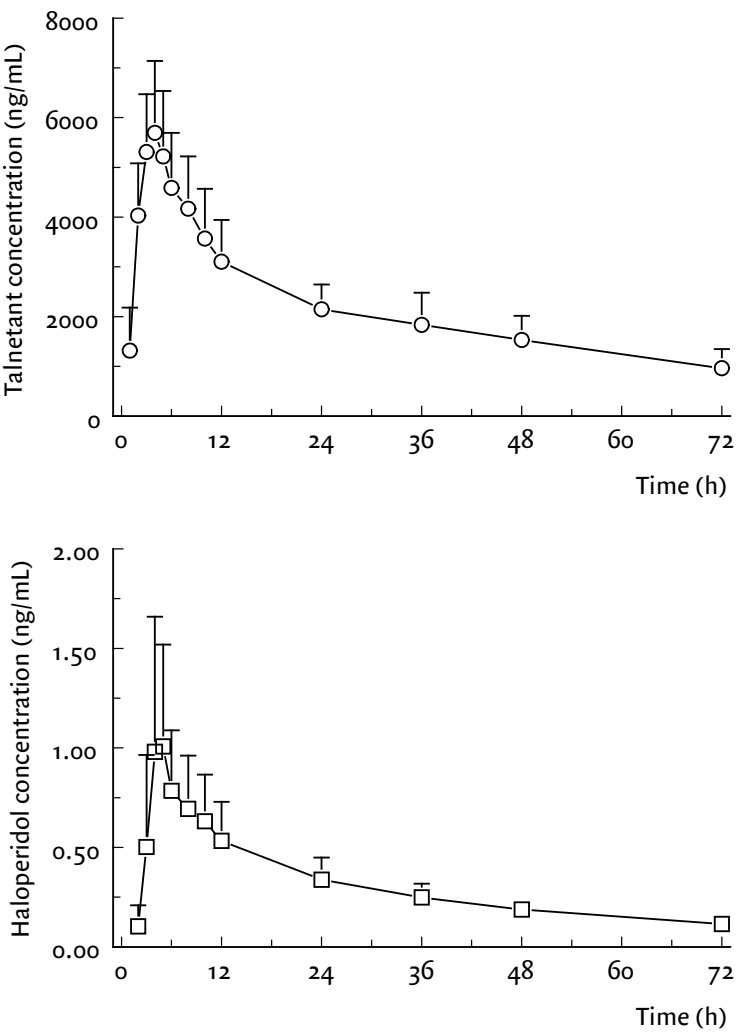 Talnetant concentration (ng/mL)
8000
6000
4000
2000
0
0 12 24 36 48 60 72
Time (h)
Haloperidol concentration (ng/mL)
2.00
1.50
1.00
0.50
0.00
0 12 24 36 48 60 72
Time (h)